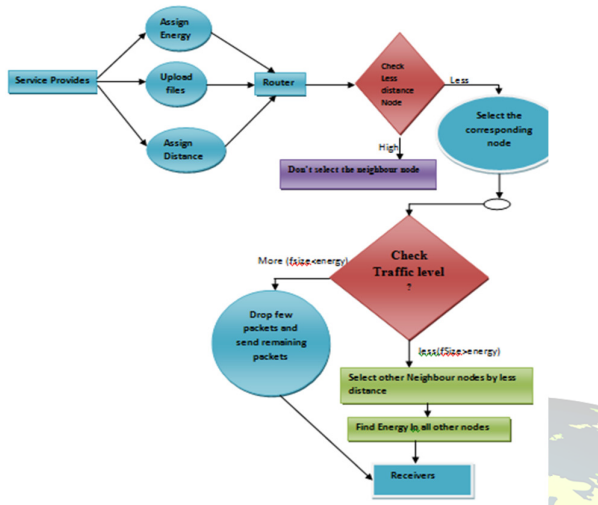 Assign
Energy
Service Provides
Upload
files
Router
Assign
Distance
Check
Less
distance
Node
Less
Select the
corresponding
node
High
Don't select the neighbour node
More (fsize<energy)
Check
Traffic level
?
Drop few
packets and
send remaining
packets
less(fSize>energy)
Select other Neighbour nodes by less
distance
Find Energy In all other nodes
Receivers